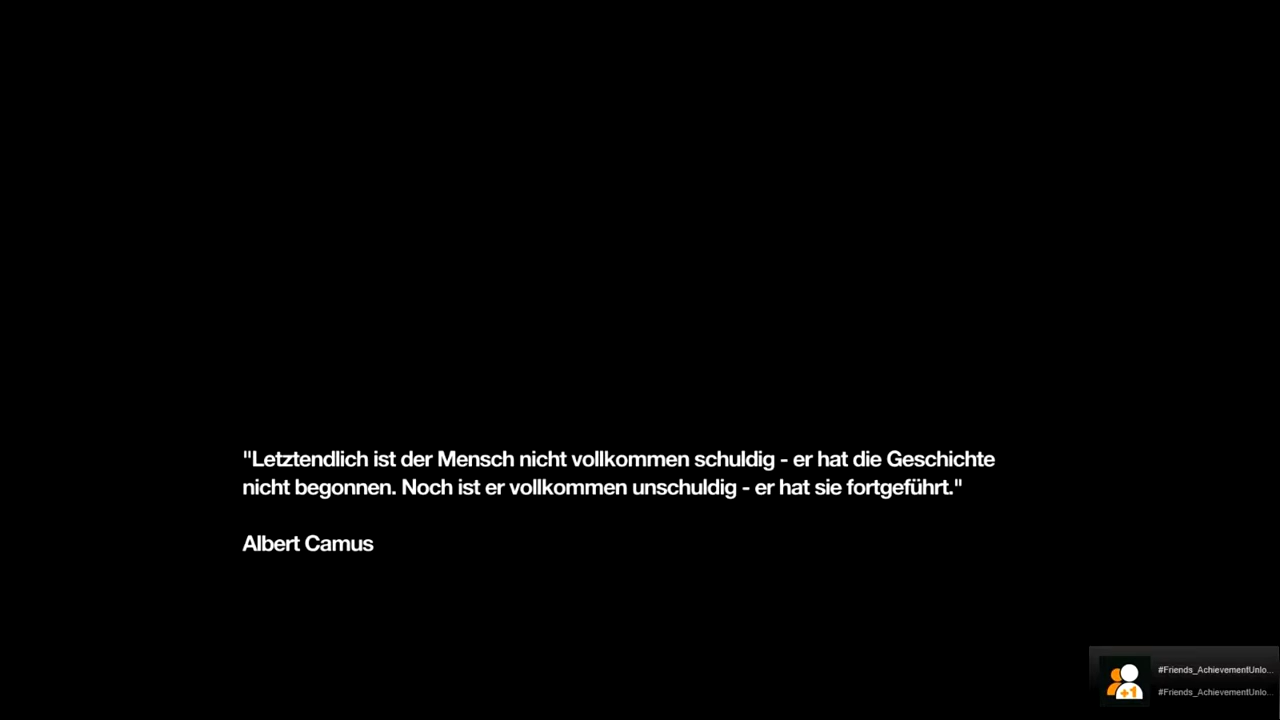 "Letztendlich ist der Mensch nicht vollkommen schuldig - er hat die Geschichte
nicht begonnen. Noch ist er vollkommen unschuldig - er hat sie fortgeführt."
Albert Camus
#Friends_AchievementUnlo...
#Friends_AchievementUnlo...
+1